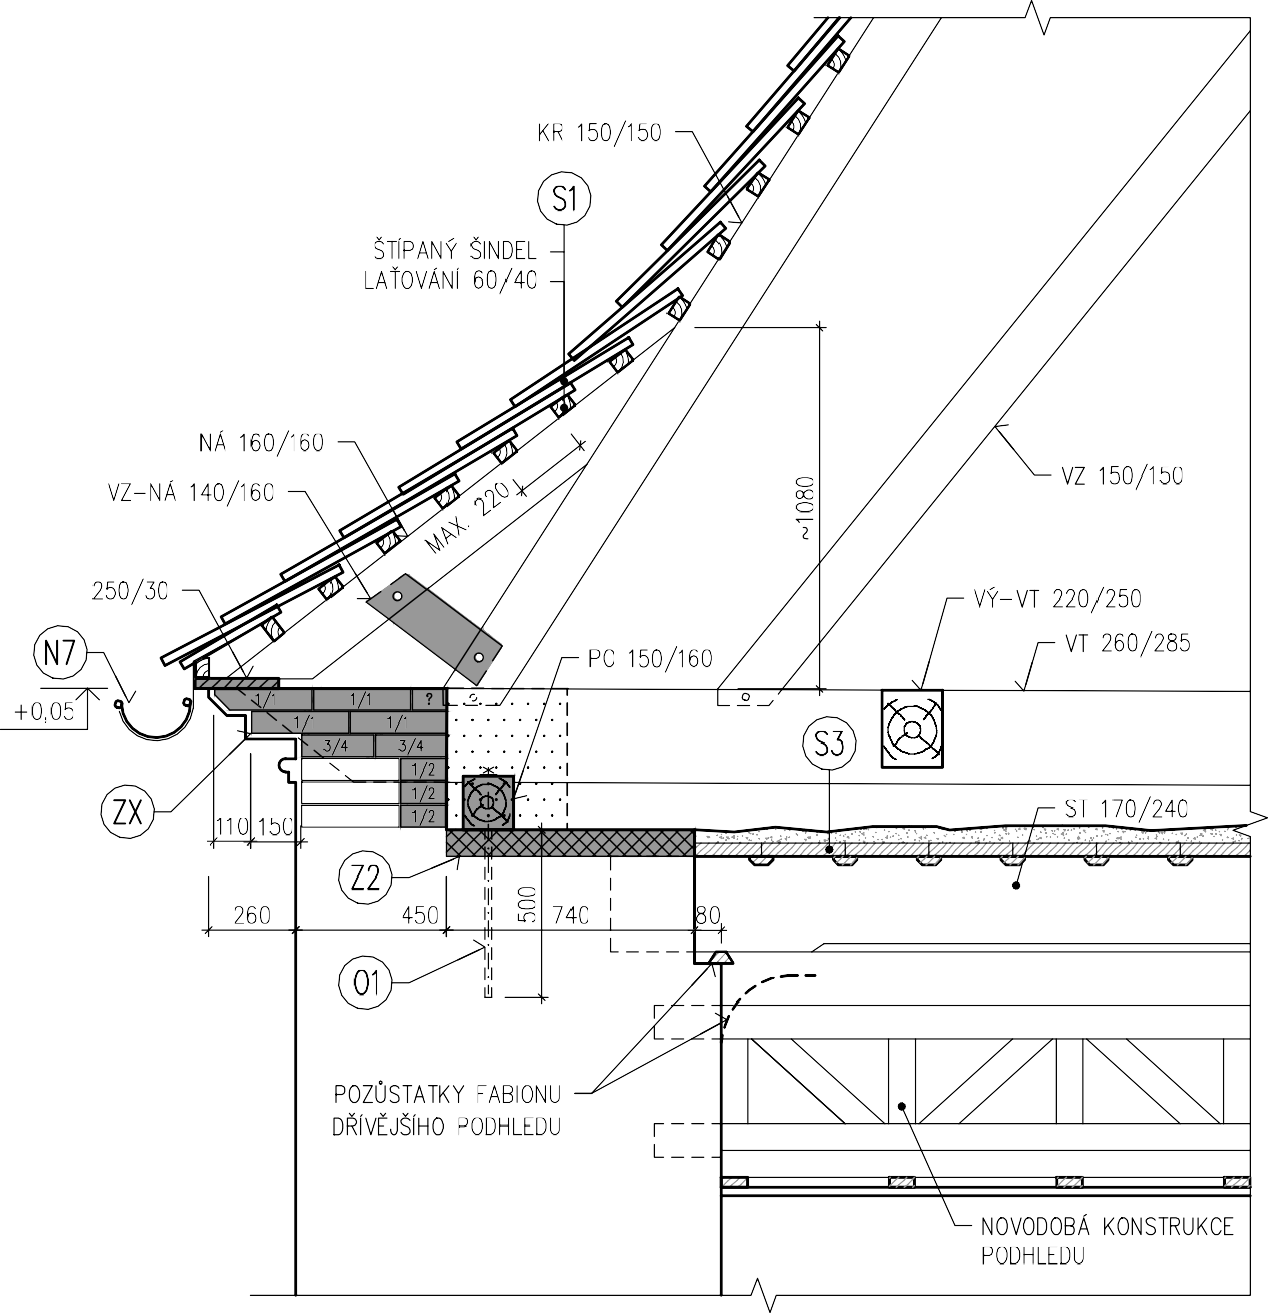 KR 150/150
S1
ŠTÍPANÝ ŠINDEL
LAŤOVÁNÍ 60/40
NÁ 160/160
VZ-NÁ 140/160
MAX. 220
~1080
VZ 150/150
250/30
N7
+0,05
PC 150/160
VÝ-VT 220/250
VT 260/285
1/1
1/1
?
1/1
1/1
3/4
3/4
1/2
1/2
1/2
S3
ZX
110
150
ST 170/240
Z2
260
450
500
740
80
O1
POZŮSTATKY FABIONU
DŘÍVĚJŠÍHO PODHLEDU
NOVODOBÁ KONSTRUKCE
PODHLEDU